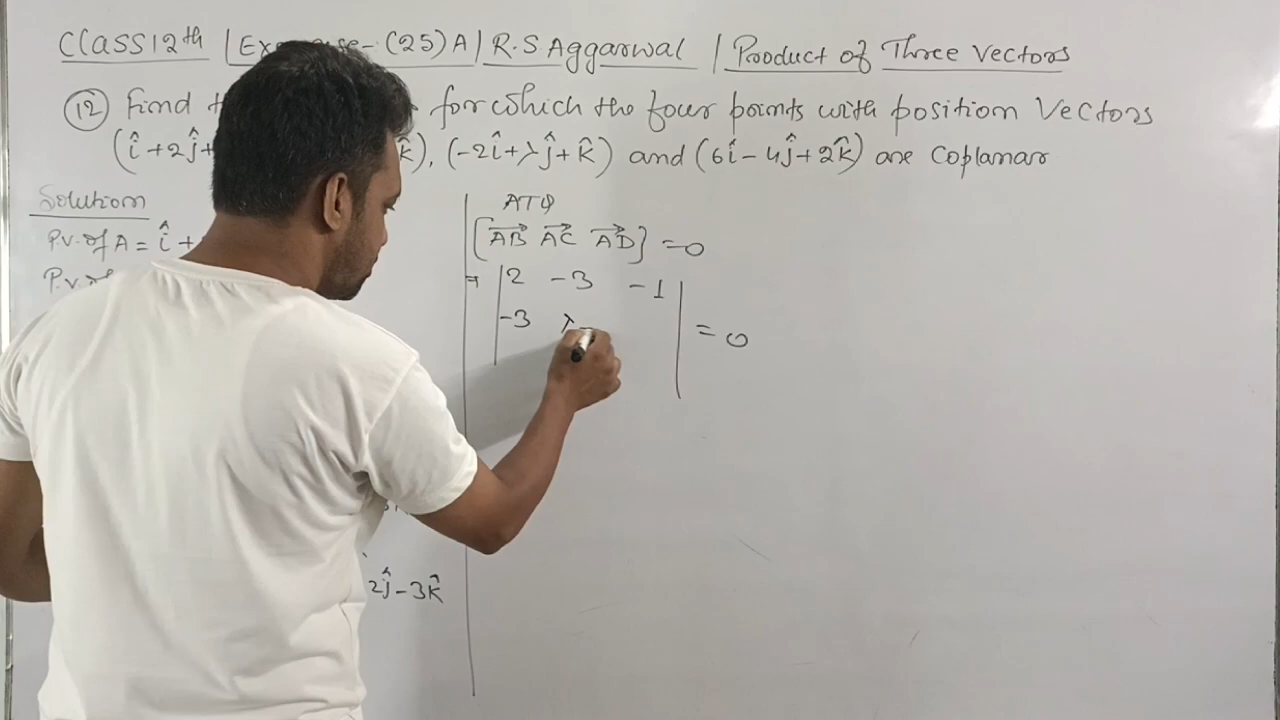 Class 12th | Ex se-(25)A | R.S Aggarwal | Product of Three Vectors
(12) Find for which the four points with position Vectors
(î+2ĵ+ k̂), (-2î+λĵ+k̂) and (6î-4ĵ+2k̂) are Coplanar
Solution
P.V. of A = î +
P.V.
2ĵ-3k̂
ATQ
[AB→ AC→ AD→] = 0
⇒ | 2 -3 -1 |
| -3 λ- | = 0